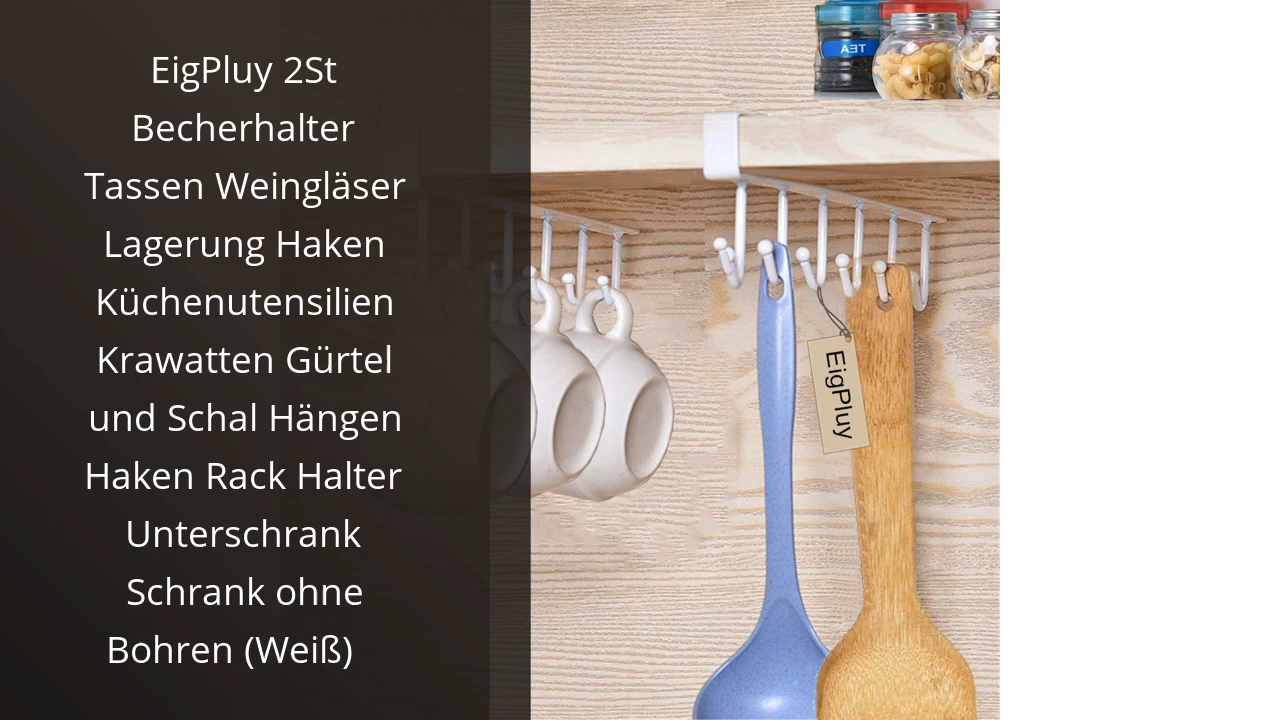 EigPluy 2St
Becherhalter
Tassen Weingläser
Lagerung Haken
Küchenutensilien
Krawatten Gürtel
und Schal Hängen
Haken Rack Halter
Unterschrank
Schrank ohne
Bohren (Weiß)
TEA
EigPluy